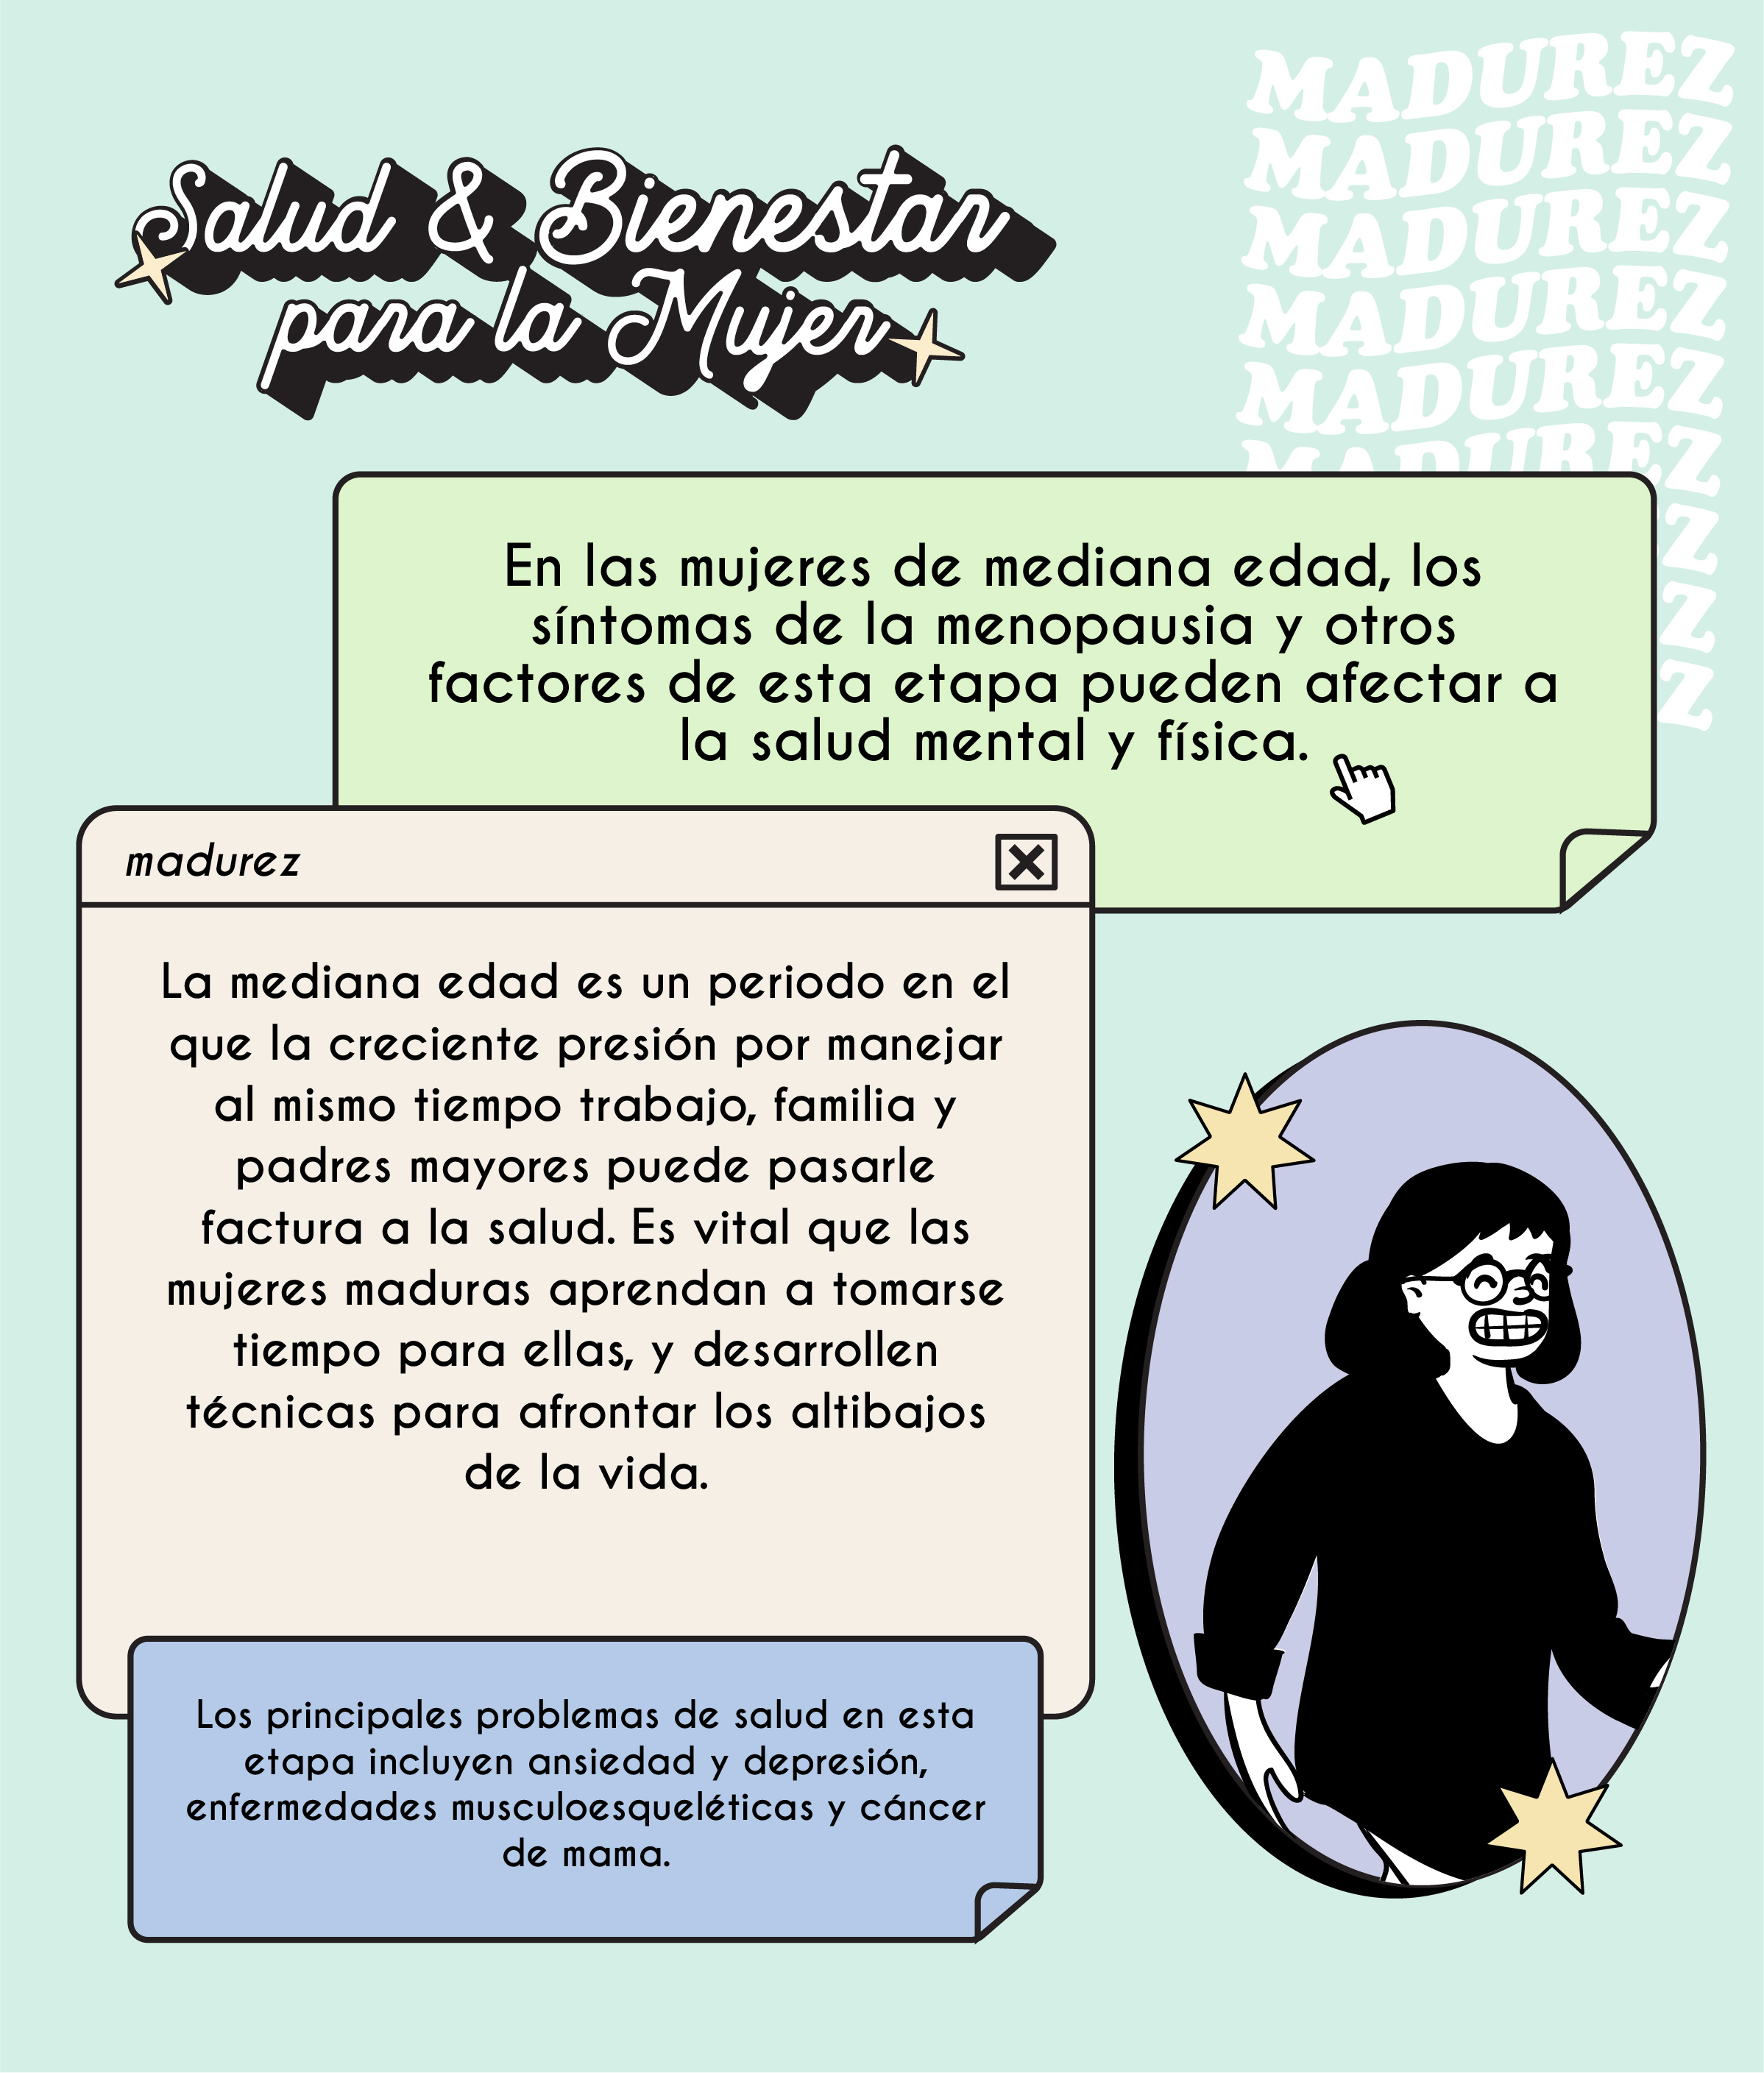 Salud & Bienestar
para la Mujer
MADUREZ
MADUREZ
MADUREZ
MADUREZ
MADUREZ
MADUREZ
Z
Z
Z
En las mujeres de mediana edad, los
síntomas de la menopausia y otros
factores de esta etapa pueden afectar a
la salud mental y física.
madurez
La mediana edad es un periodo en el
que la creciente presión por manejar
al mismo tiempo trabajo, familia y
padres mayores puede pasarle
factura a la salud. Es vital que las
mujeres maduras aprendan a tomarse
tiempo para ellas, y desarrollen
técnicas para afrontar los altibajos
de la vida.
Los principales problemas de salud en esta
etapa incluyen ansiedad y depresión,
enfermedades musculoesqueléticas y cáncer
de mama.